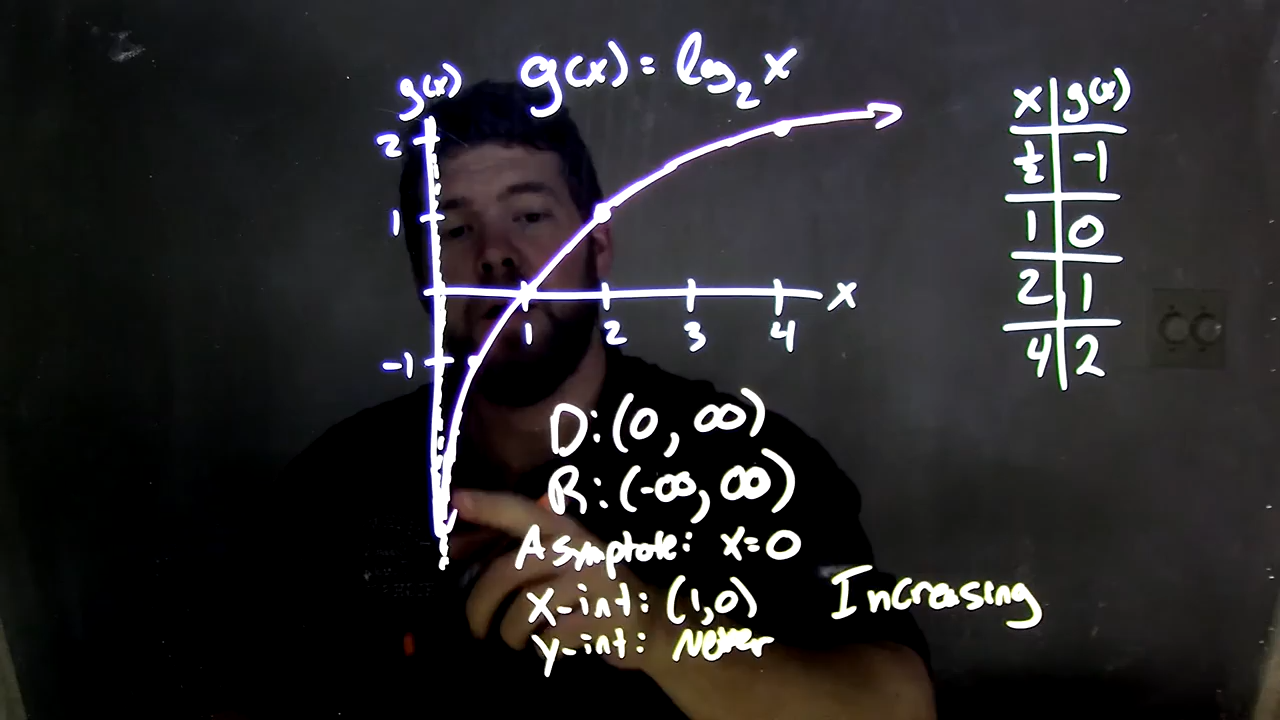 g(x) = log₂ x
g(x)
2
1
-1
1 2 3 4 x
x g(x)
½ -1
1 0
2 1
4 2
D: (0, ∞)
R: (-∞, ∞)
Asymptote: x=0
x-int: (1,0)
y-int:
Increasing